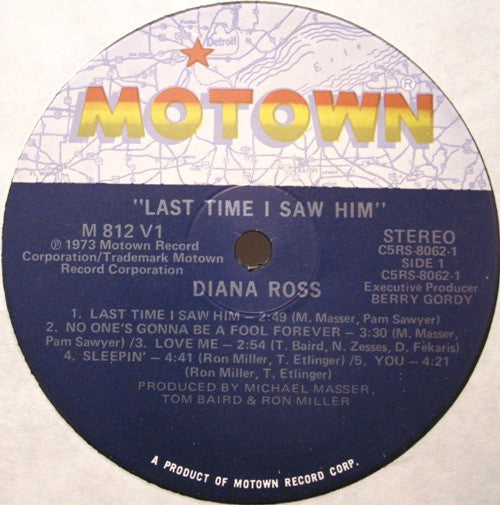 Detroit
Erie
MOTOWN®
"LAST TIME I SAW HIM"
M 812 V1
℗ 1973 Motown Record
Corporation/Trademark Motown
Record Corporation
STEREO
C5RS-8062-1
SIDE 1
C5RS-8062-1
Executive Producer
BERRY GORDY
DIANA ROSS
1. LAST TIME I SAW HIM – 2:49 (M. Masser, Pam Sawyer)
2. NO ONE'S GONNA BE A FOOL FOREVER – 3:30 (M. Masser,
Pam Sawyer) /3. LOVE ME – 2:54 (T. Baird, N. Zesses, D. Fekaris)
4. SLEEPIN' – 4:41 (Ron Miller, T. Etlinger) /5. YOU – 4:21
(Ron Miller, T. Etlinger)
PRODUCED BY MICHAEL MASSER,
TOM BAIRD & RON MILLER
A PRODUCT OF MOTOWN RECORD CORP.